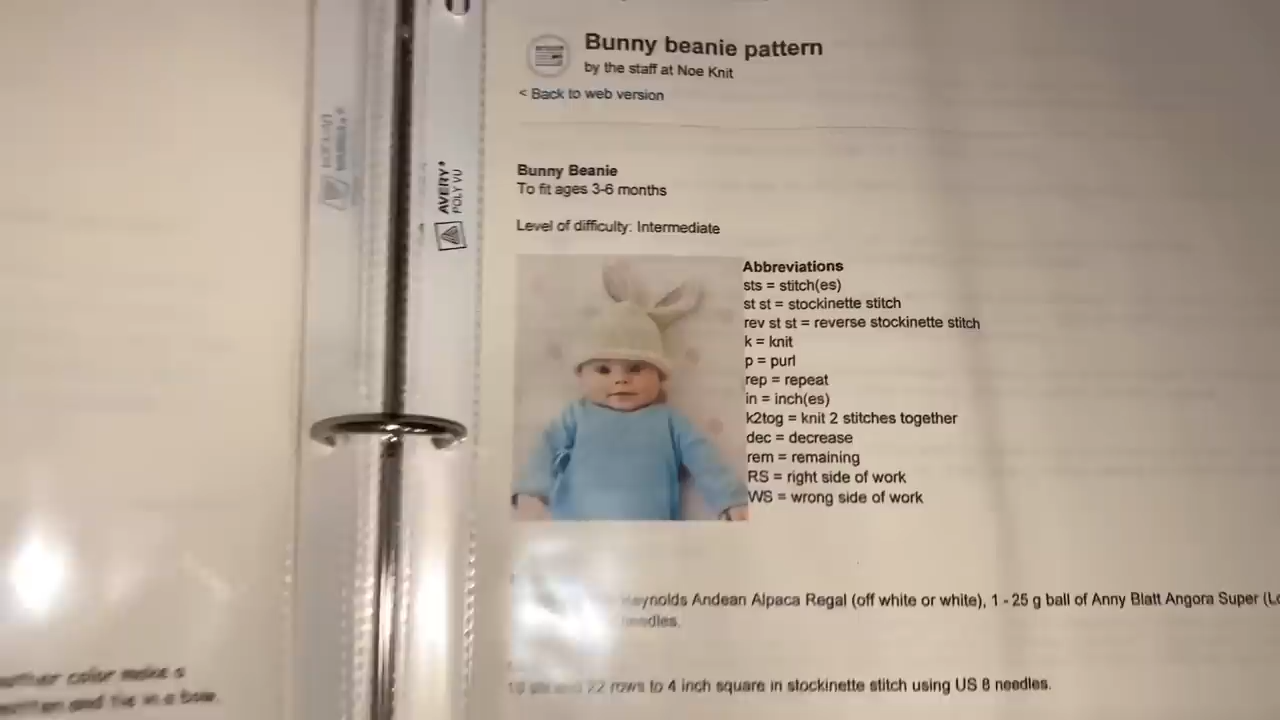 Bunny beanie pattern
by the staff at Noe Knit
< Back to web version
AVERY®
POLY VU
Bunny Beanie
To fit ages 3-6 months
Level of difficulty: Intermediate
Abbreviations
sts = stitch(es)
st st = stockinette stitch
rev st st = reverse stockinette stitch
k = knit
p = purl
rep = repeat
in = inch(es)
k2tog = knit 2 stitches together
dec = decrease
rem = remaining
RS = right side of work
WS = wrong side of work
Andean Alpaca Regal (off white or white), 1 - 25 g ball of Anny Blatt Angora Super
needles.
22 rows to 4 inch square in stockinette stitch using US 8 needles.
color make a
and tie in a bow.